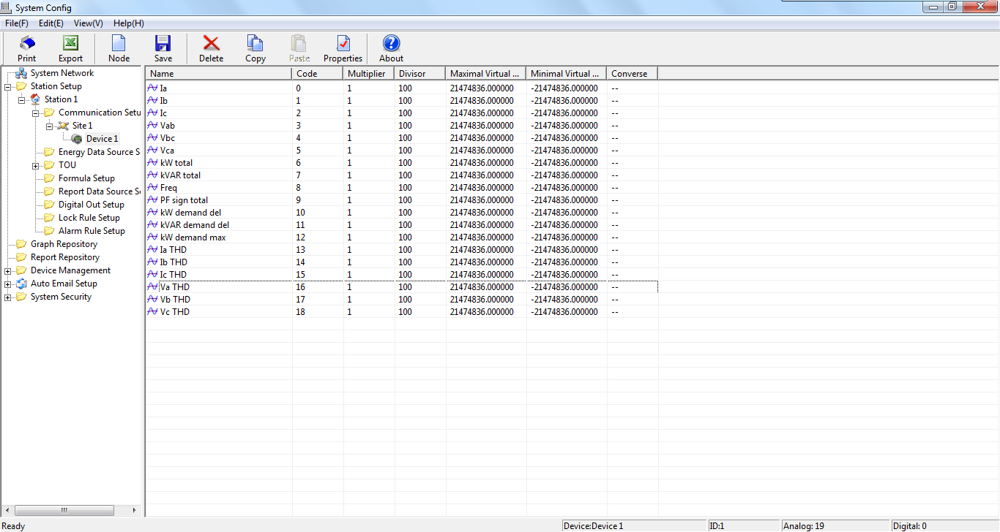 System Config
File(F) Edit(E) View(V) Help(H)
Print Export Node Save Delete Copy Paste Properties About
System Network
Station Setup
Station 1
Communication Setu
Site 1
Device 1
Energy Data Source S
TOU
Formula Setup
Report Data Source S
Digital Out Setup
Lock Rule Setup
Alarm Rule Setup
Graph Repository
Report Repository
Device Management
Auto Email Setup
System Security
Name Code Multiplier Divisor Maximal Virtual ... Minimal Virtual ... Converse
Ia 0 1 100 21474836.000000 -21474836.000000 --
Ib 1 1 100 21474836.000000 -21474836.000000 --
Ic 2 1 100 21474836.000000 -21474836.000000 --
Vab 3 1 100 21474836.000000 -21474836.000000 --
Vbc 4 1 100 21474836.000000 -21474836.000000 --
Vca 5 1 100 21474836.000000 -21474836.000000 --
kW total 6 1 100 21474836.000000 -21474836.000000 --
kVAR total 7 1 100 21474836.000000 -21474836.000000 --
Freq 8 1 100 21474836.000000 -21474836.000000 --
PF sign total 9 1 100 21474836.000000 -21474836.000000 --
kW demand del 10 1 100 21474836.000000 -21474836.000000 --
kVAR demand del 11 1 100 21474836.000000 -21474836.000000 --
kW demand max 12 1 100 21474836.000000 -21474836.000000 --
Ia THD 13 1 100 21474836.000000 -21474836.000000 --
Ib THD 14 1 100 21474836.000000 -21474836.000000 --
Ic THD 15 1 100 21474836.000000 -21474836.000000 --
Va THD 16 1 100 21474836.000000 -21474836.000000 --
Vb THD 17 1 100 21474836.000000 -21474836.000000 --
Vc THD 18 1 100 21474836.000000 -21474836.000000 --
Ready Device:Device 1 ID:1 Analog: 19 Digital: 0